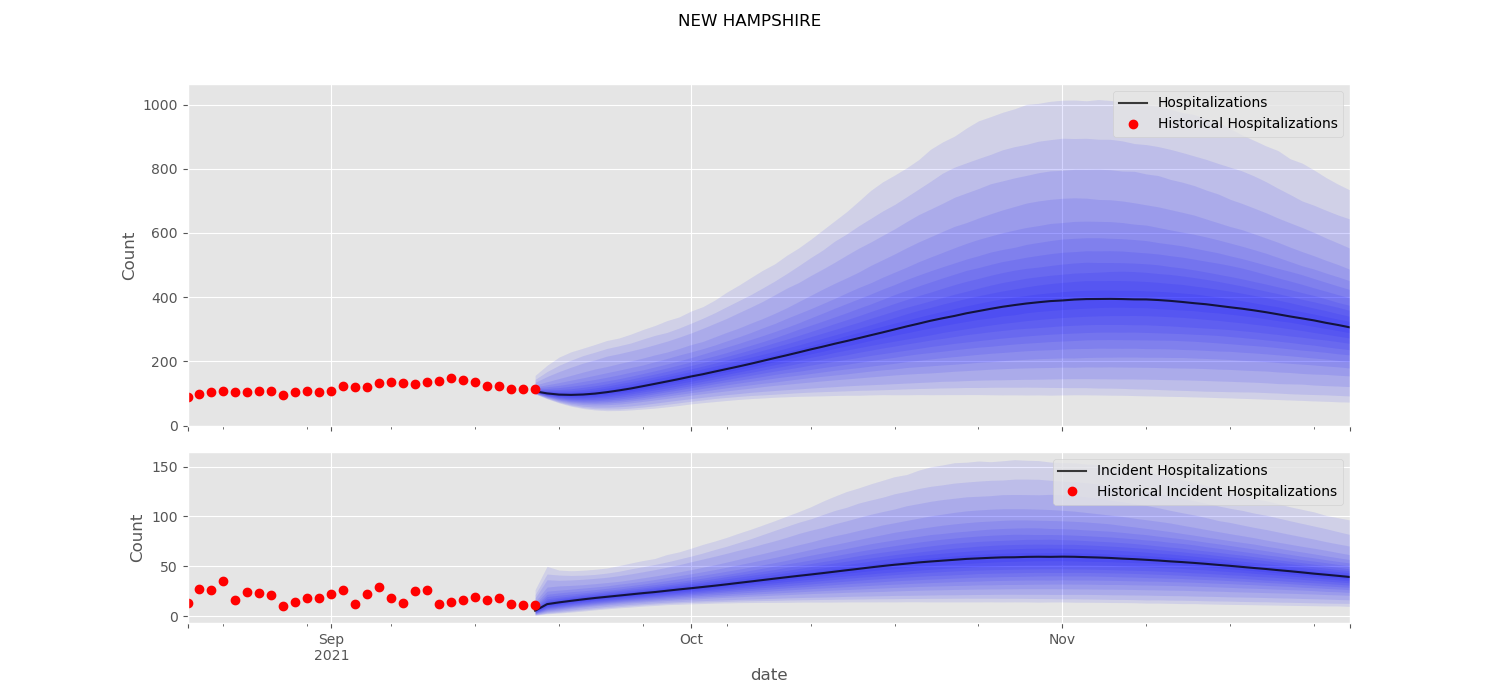 NEW HAMPSHIRE
1000
800
600
400
200
0
Count
Hospitalizations
Historical Hospitalizations
150
100
50
0
Count
Incident Hospitalizations
Historical Incident Hospitalizations
Sep
2021
Oct
Nov
date